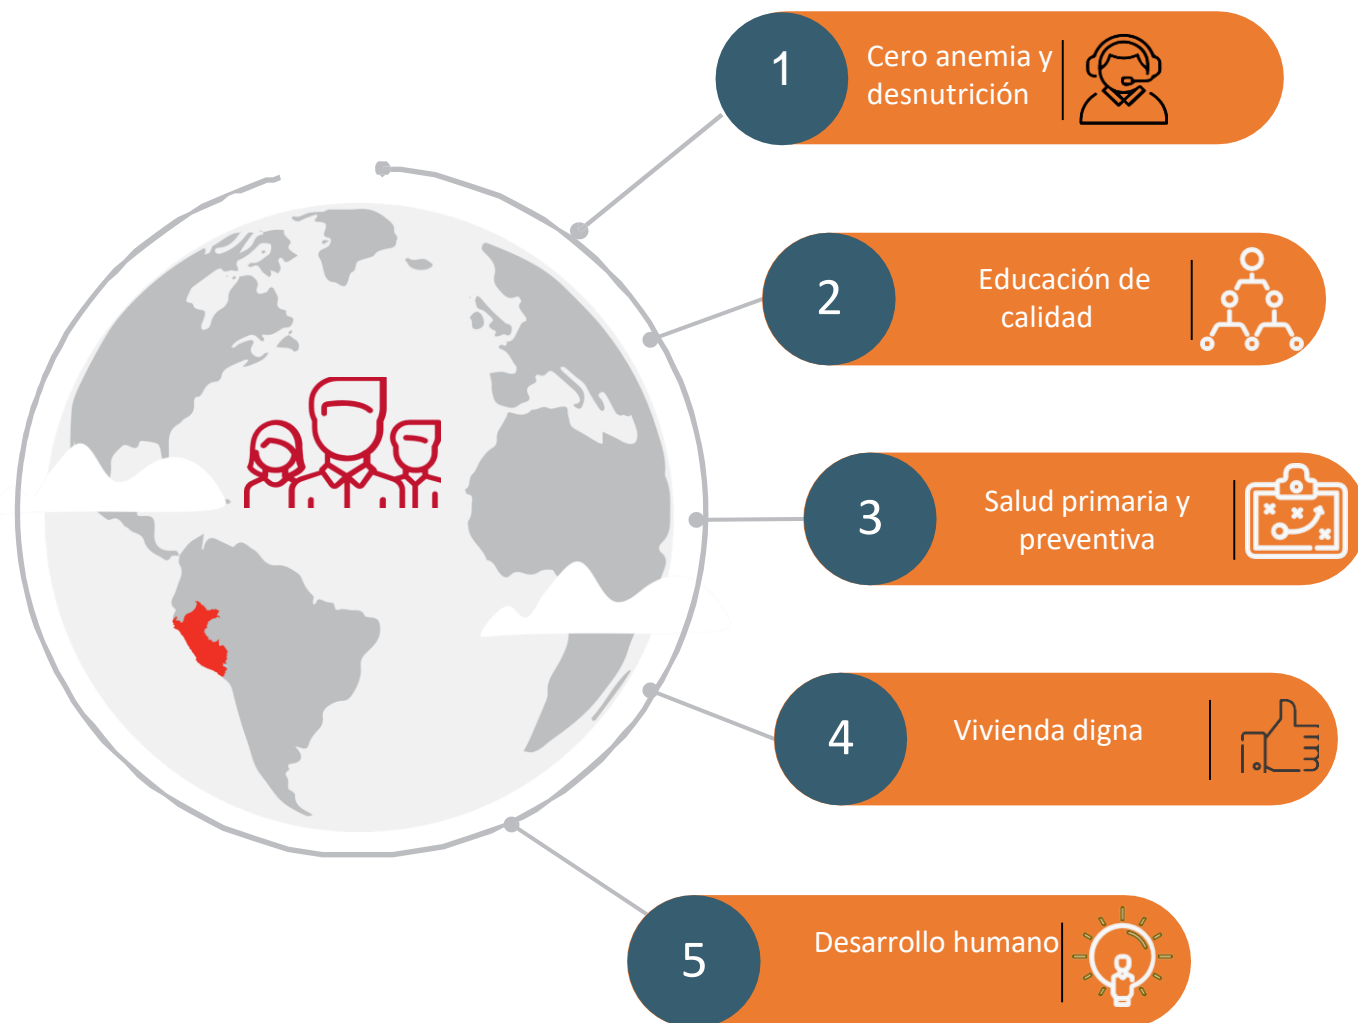 1
Cero anemia y
desnutrición
2
Educación de
calidad
3
Salud primaria y
preventiva
4
Vivienda digna
5
Desarrollo humano